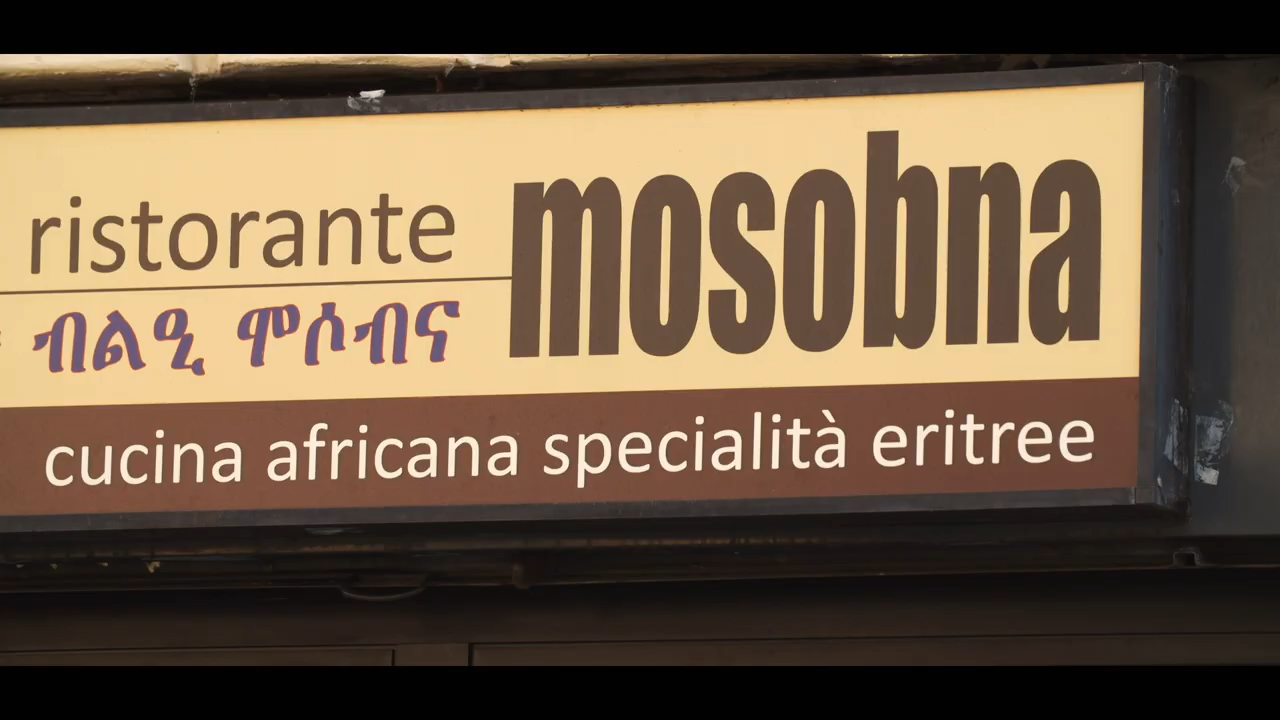 ristorante mosobna
ብልዒ ሞሶብና
cucina africana specialità eritree